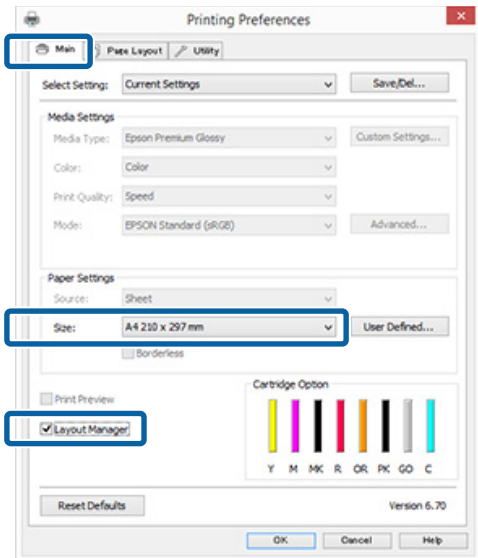 Printing Preferences
Main Page Layout Utility
Select Setting: Current Settings Save/Del...
Media Settings
Media Type: Epson Premium Glossy Custom Settings...
Color: Color
Print Quality: Speed
Mode: EPSON Standard (sRGB) Advanced...
Paper Settings
Source: Sheet
Size: A4 210 x 297 mm User Defined...
Borderless
Cartridge Option
Print Preview
Layout Manager
Y M MK R OR PK GO C
Reset Defaults Version 6.70
OK Cancel Help